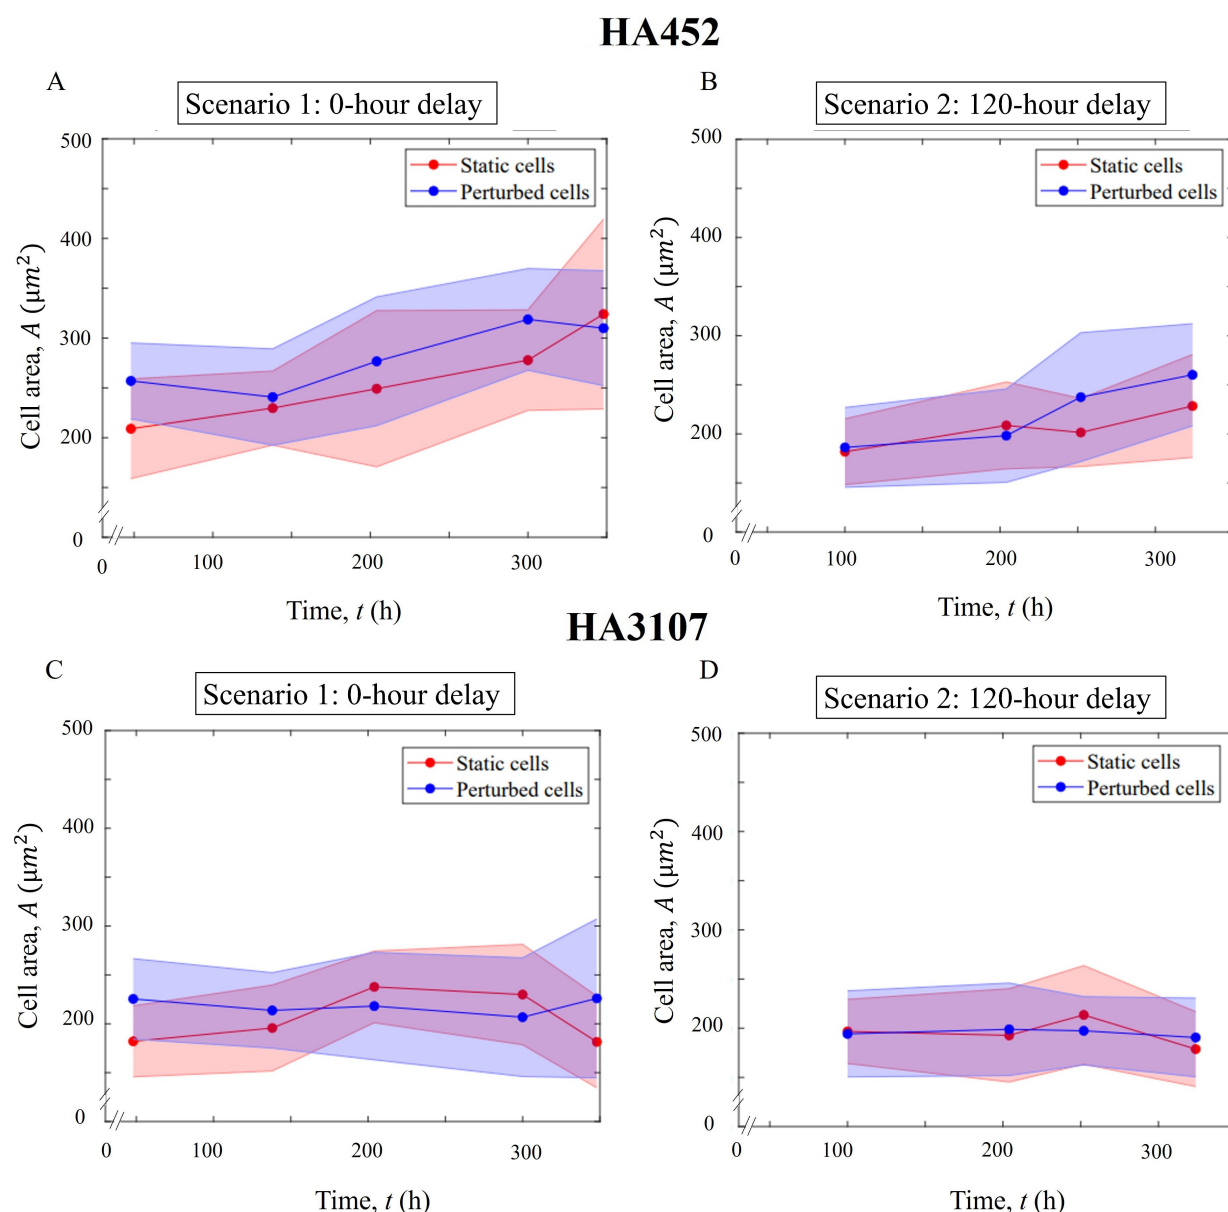 HA452
A
B
Scenario 1: 0-hour delay
Scenario 2: 120-hour delay
500
400
300
200
0
Cell area, A (μm²)
Static cells
Perturbed cells
0
100
200
300
Time, t (h)
500
400
300
200
0
Cell area, A (μm²)
Static cells
Perturbed cells
0
100
200
300
Time, t (h)
HA3107
C
D
Scenario 1: 0-hour delay
Scenario 2: 120-hour delay
500
400
300
200
0
Cell area, A (μm²)
Static cells
Perturbed cells
0
100
200
300
Time, t (h)
500
400
300
200
0
Cell area, A (μm²)
Static cells
Perturbed cells
0
100
200
300
Time, t (h)